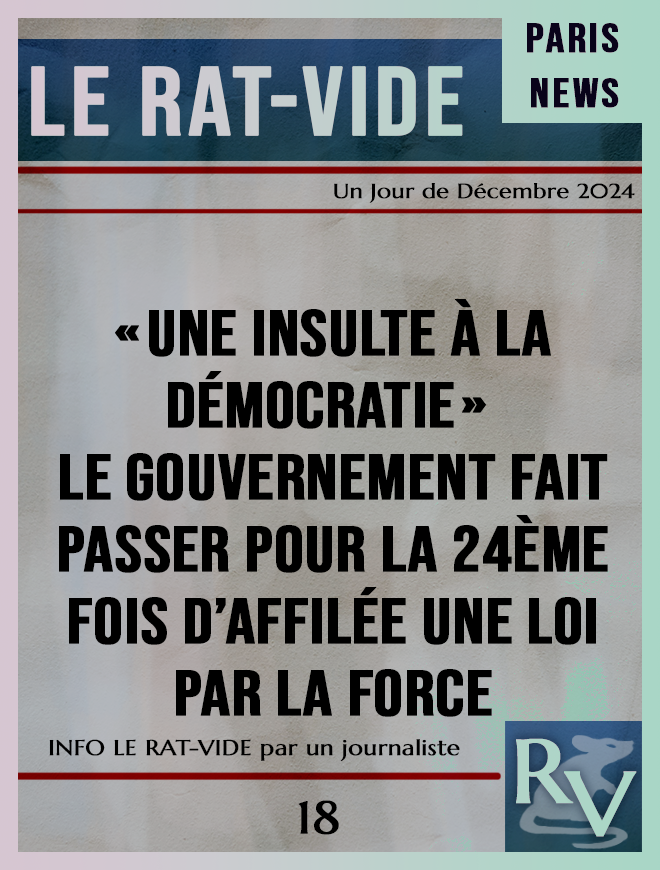 LE RAT-VIDE
PARIS
NEWS
Un Jour de Décembre 2024
« UNE INSULTE À LA
DÉMOCRATIE »
LE GOUVERNEMENT FAIT
PASSER POUR LA 24ÈME
FOIS D’AFFILÉE UNE LOI
PAR LA FORCE
INFO LE RAT-VIDE par un journaliste
18
RV